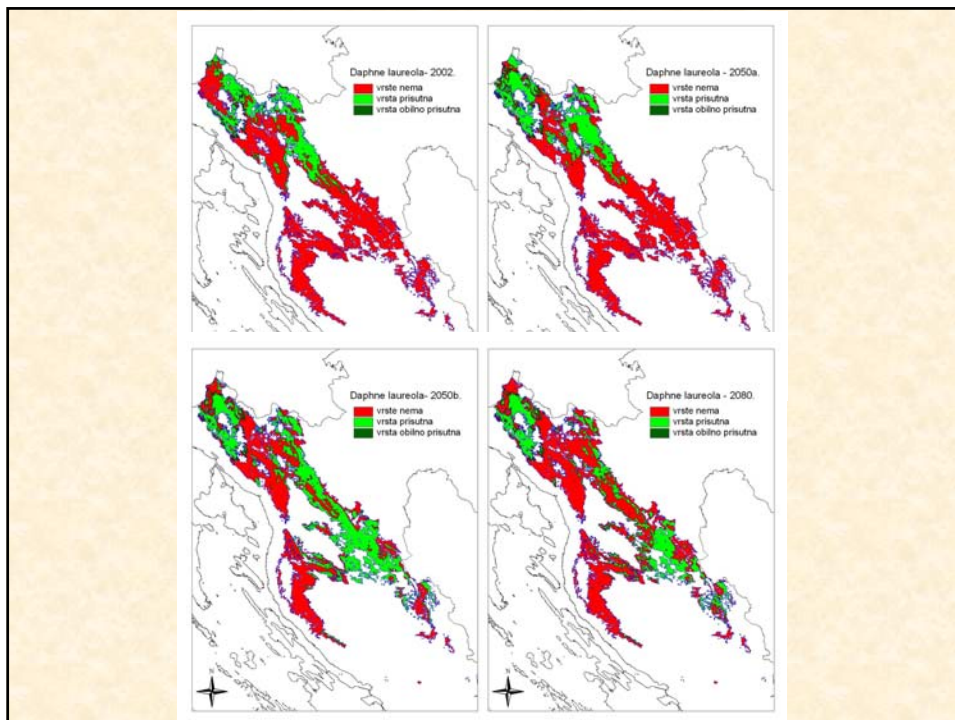 Daphne laureola- 2002.
vrste nema
vrsta prisutna
vrsta obilno prisutna
Daphne laureola - 2050a.
vrste nema
vrsta prisutna
vrsta obilno prisutna
Daphne laureola- 2050b.
vrste nema
vrsta prisutna
vrsta obilno prisutna
Daphne laureola - 2080.
vrste nema
vrsta prisutna
vrsta obilno prisutna